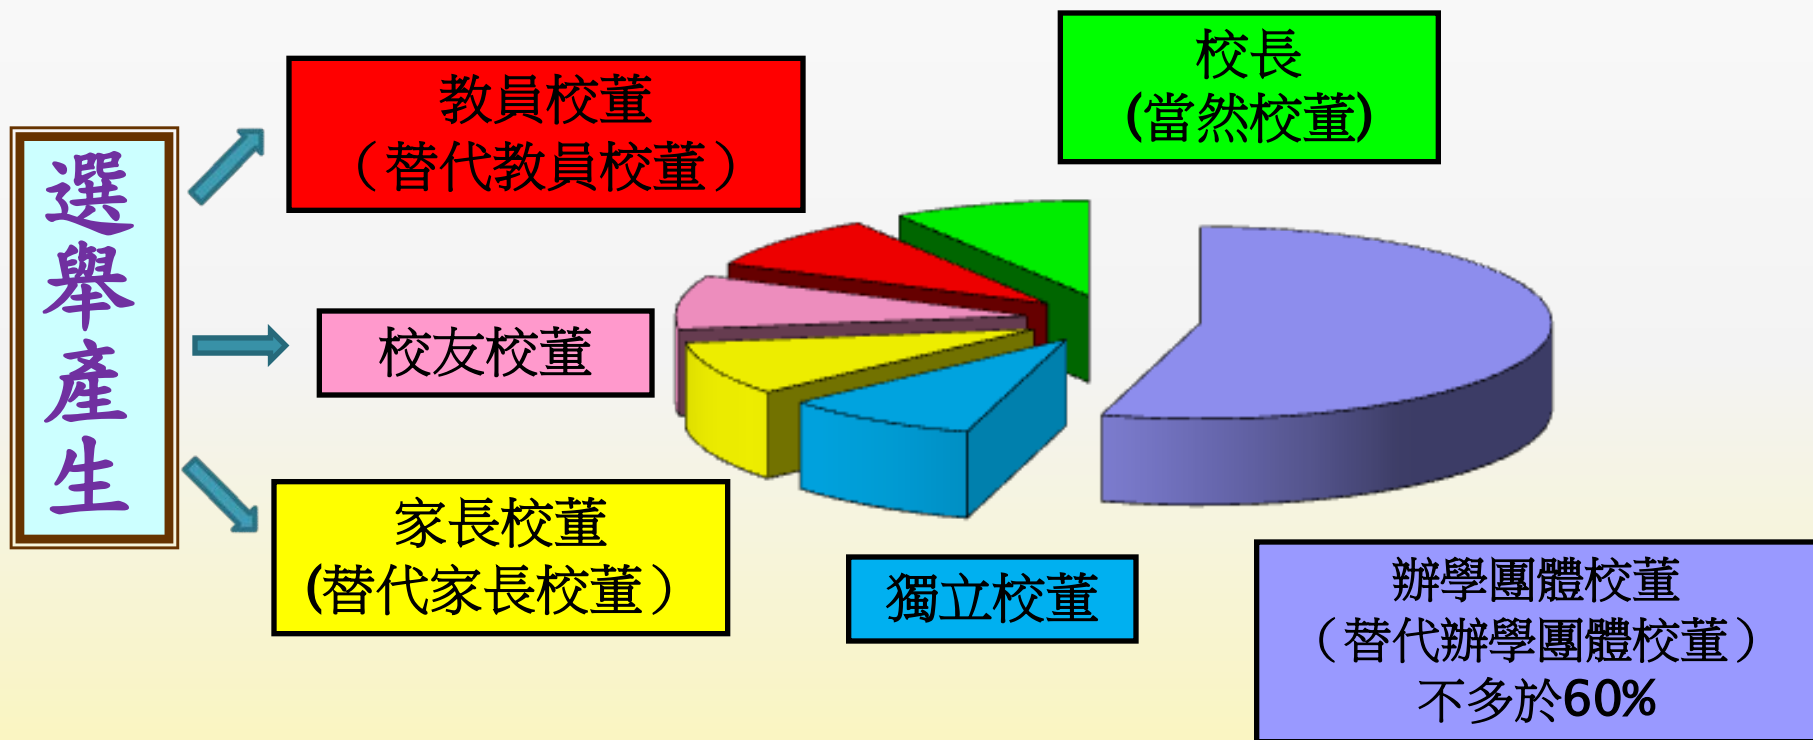 選舉產生
教員校董
（替代教員校董）
校友校董
家長校董
(替代家長校董）
校長
(當然校董)
獨立校董
辦學團體校董
（替代辦學團體校董）
不多於60%